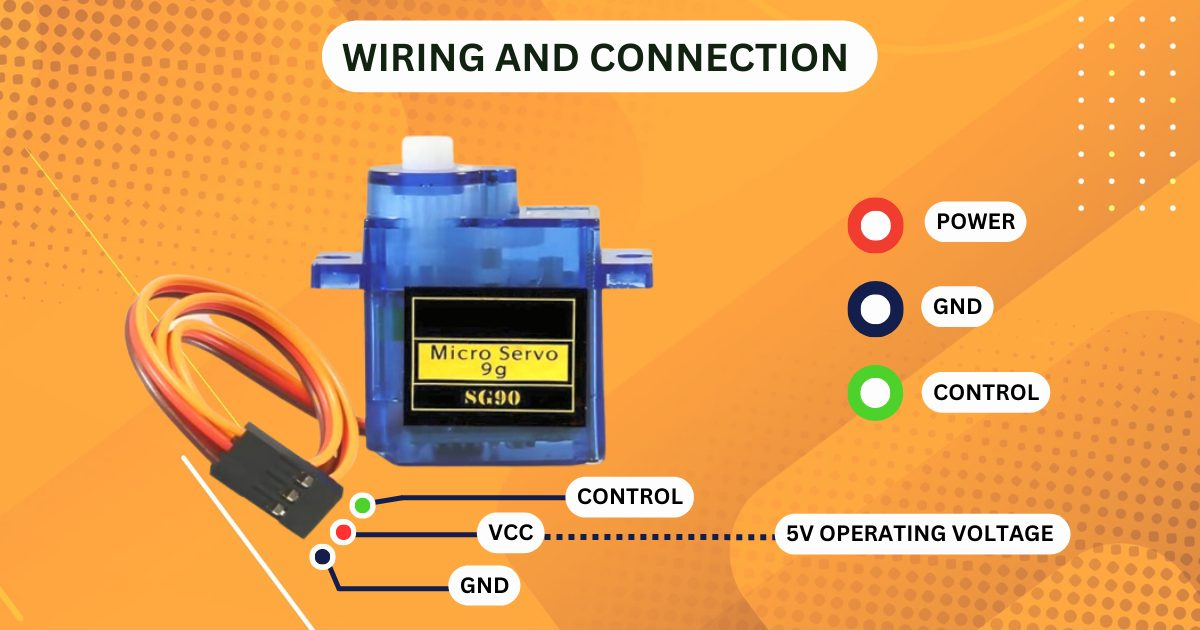 WIRING AND CONNECTION
POWER
GND
CONTROL
Micro Servo
9g
SG90
CONTROL
VCC
5V OPERATING VOLTAGE
GND